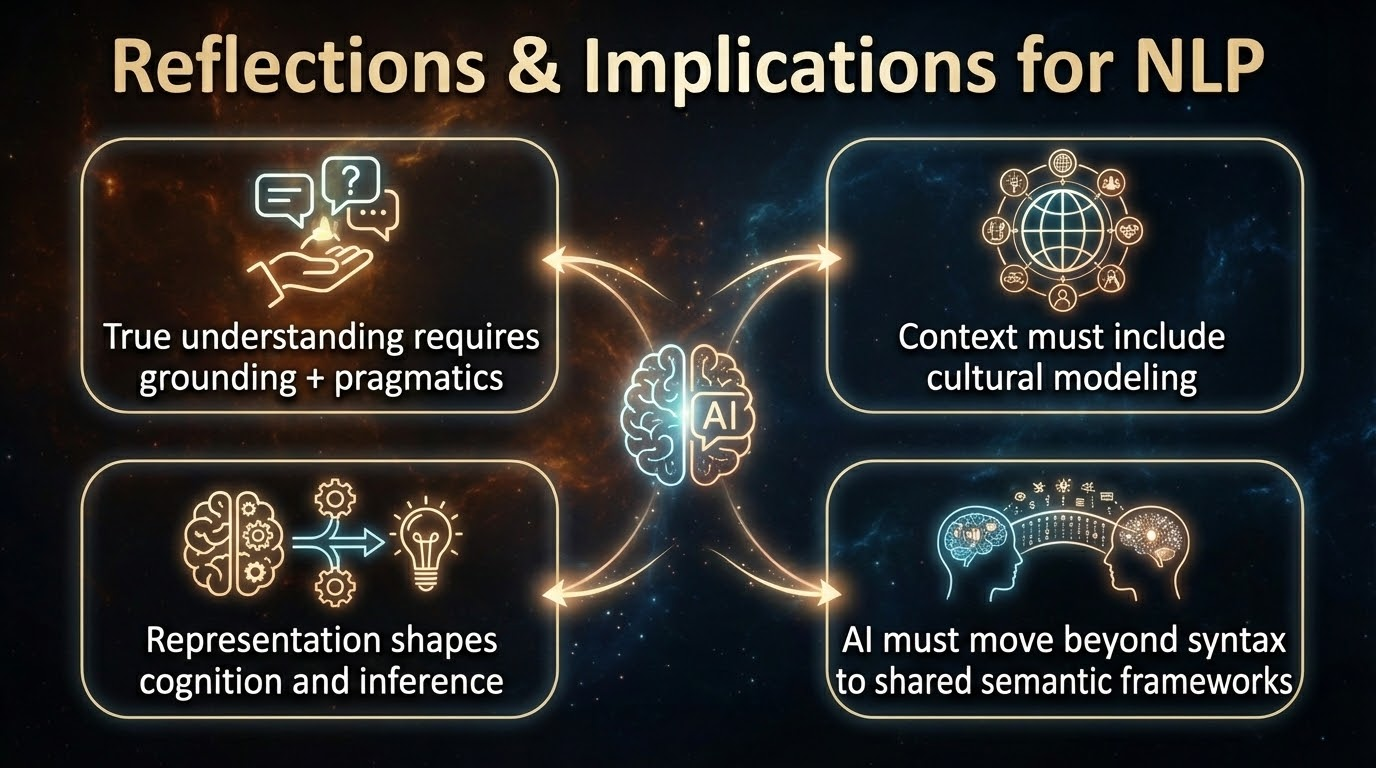 Reflections & Implications for NLP
?
True understanding requires
grounding + pragmatics
Context must include
cultural modeling
AI
Representation shapes
cognition and inference
AI must move beyond syntax
to shared semantic frameworks